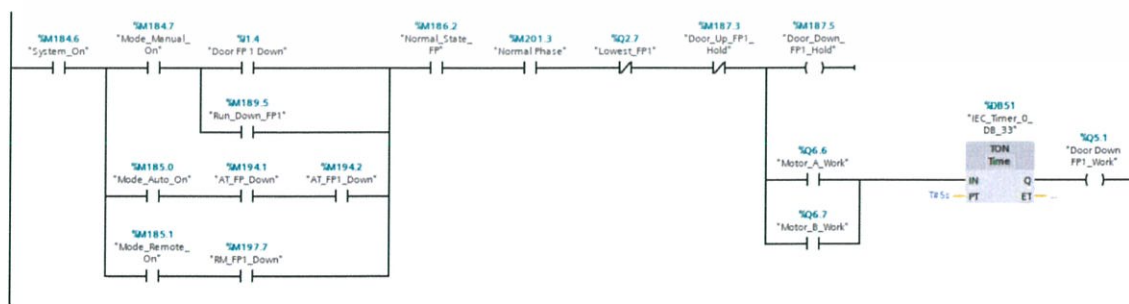 %M184.6
"System_On"
%M184.7
"Mode_Manual_
On"
%I1.4
"Door FP 1 Down"
%M186.2
"Normal_State_
FP"
%M201.3
"Normal Phase"
%Q2.7
"Lowest_FP1"
%M187.3
"Door_Up_FP1_
Hold"
%M187.5
"Door_Down_
FP1_Hold"
%M189.5
"Run_Down_FP1"
%DB51
"IEC_Timer_0_
DB_33"
%M185.0
"Mode_Auto_On"
%M194.1
"AT_FP_Down"
%M194.2
"AT_FP1_Down"
%Q6.6
"Motor_A_Work"
TON
Time
IN
Q
T#5s
PT
ET
...
%Q5.1
"Door Down
FP1_Work"
%M185.1
"Mode_Remote_
On"
%M197.7
"RM_FP1_Down"
%Q6.7
"Motor_B_Work"